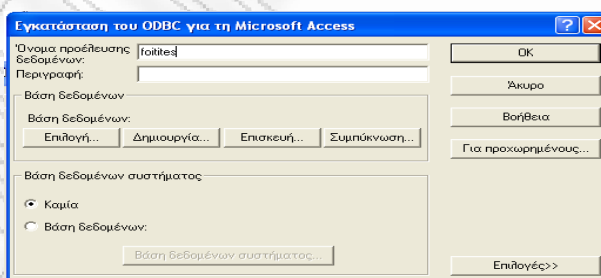 Εγκατάσταση του ODBC για τη Microsoft Access
Όνομα προέλευσης δεδομένων:
foitites
Περιγραφή:
Βάση δεδομένων
Βάση δεδομένων:
Επιλογή...
Δημιουργία...
Επισκευή...
Συμπύκνωση...
Βάση δεδομένων συστήματος
Καμία
Βάση δεδομένων:
Βάση δεδομένων συστήματος...
OK
Άκυρο
Βοήθεια
Για προχωρημένους...
Επιλογές>>